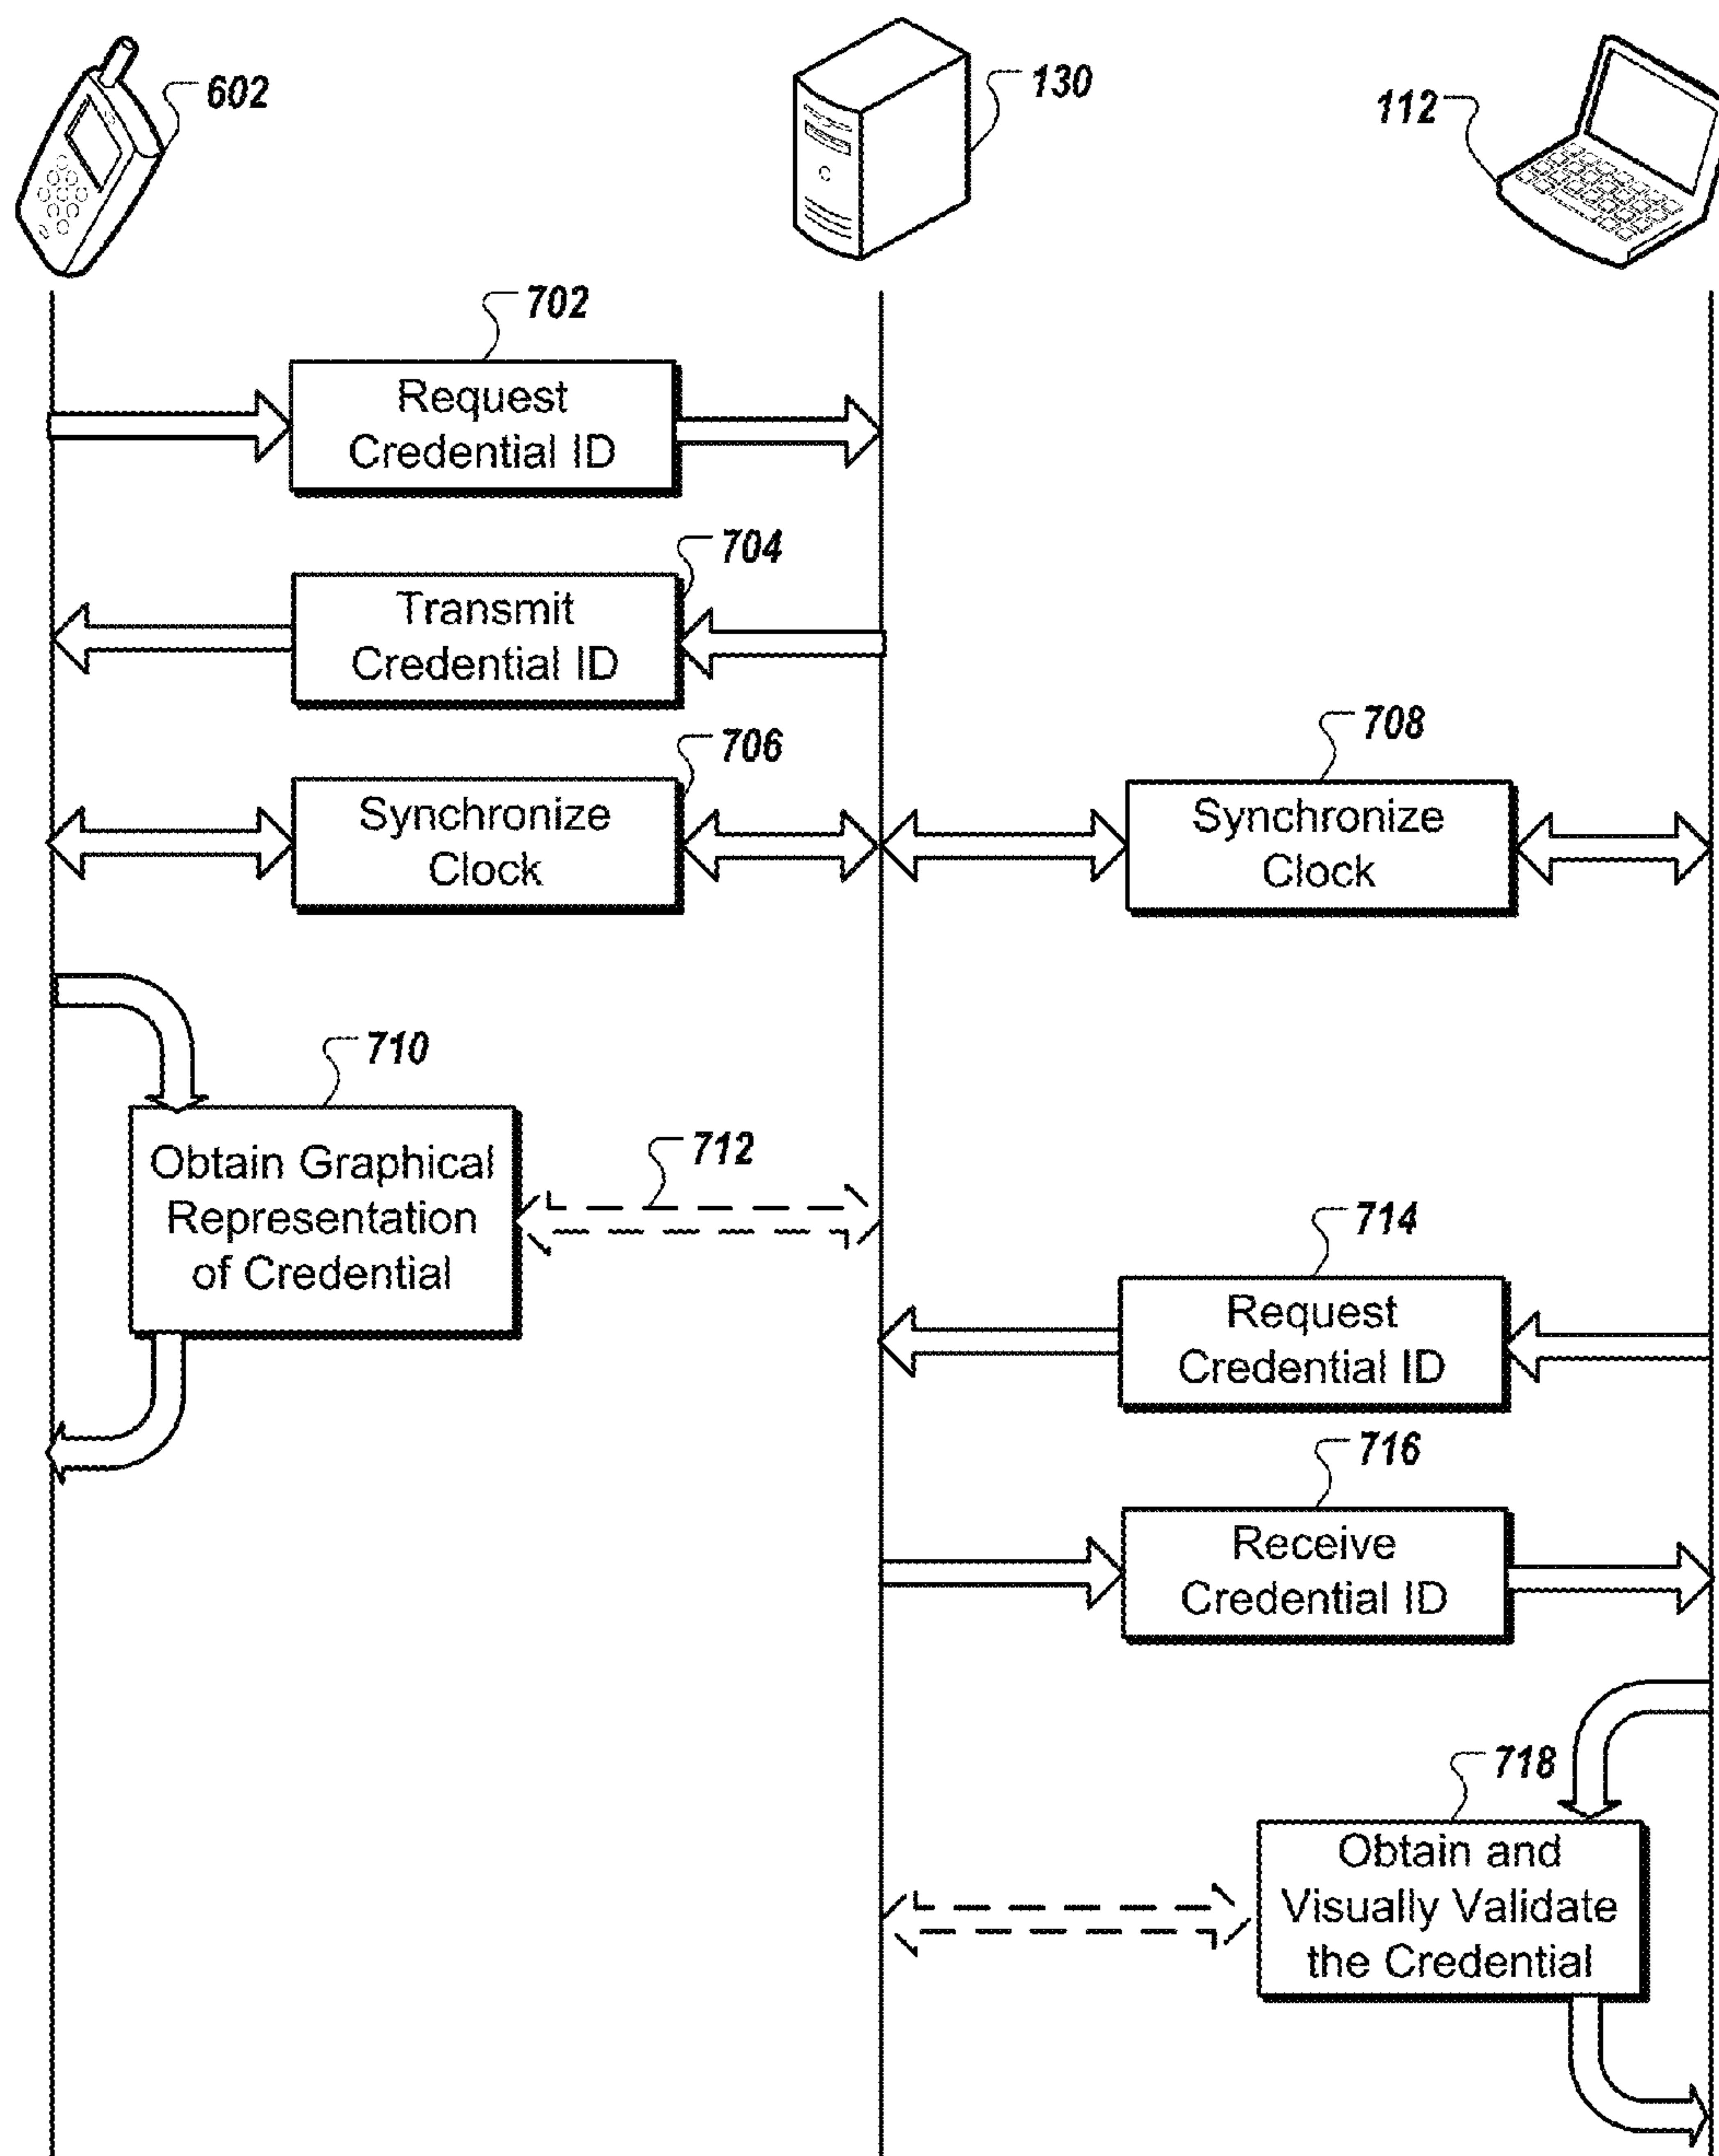 602
130
112
702
Request
Credential ID
704
Transmit
Credential ID
706
Synchronize
Clock
708
Synchronize
Clock
710
Obtain Graphical
Representation
of Credential
712
714
Request
Credential ID
716
Receive
Credential ID
718
Obtain and
Visually Validate
the Credential